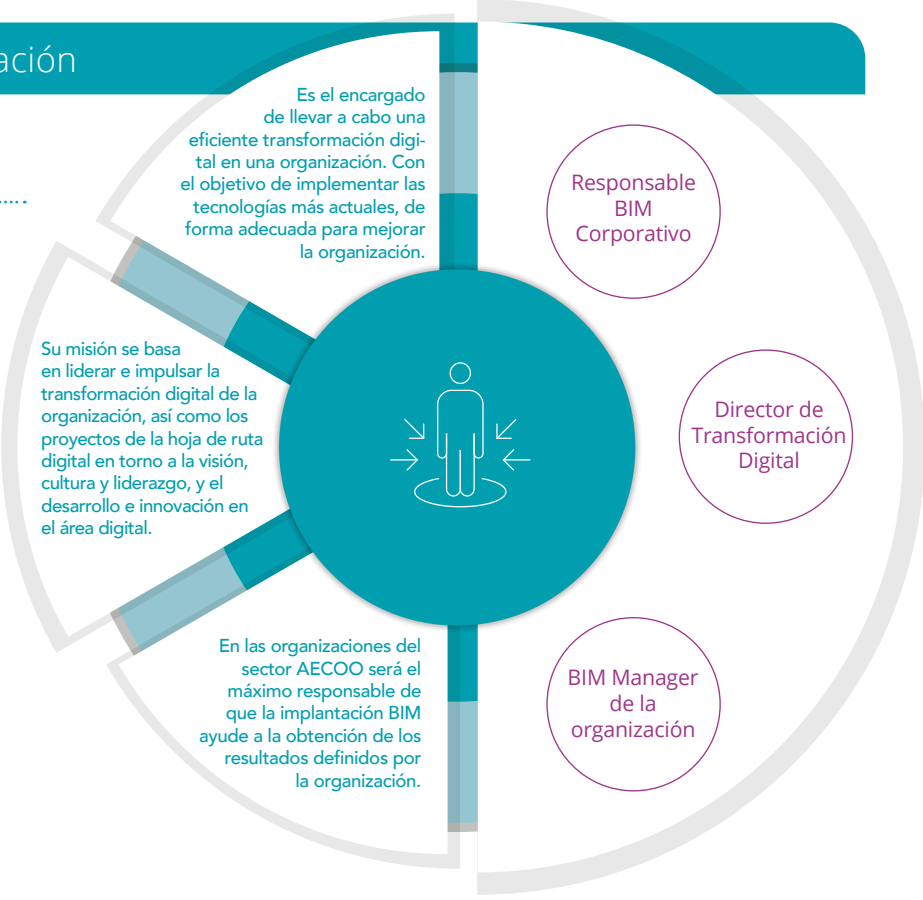 ación
.....
Es el encargado
de llevar a cabo una
eficiente transformación digi-
tal en una organización. Con
el objetivo de implementar las
tecnologías más actuales, de
forma adecuada para mejorar
la organización.
Su misión se basa
en liderar e impulsar la
transformación digital de la
organización, así como los
proyectos de la hoja de ruta
digital en torno a la visión,
cultura y liderazgo, y el
desarrollo e innovación en
el área digital.
En las organizaciones del
sector AECOO será el
máximo responsable de
que la implantación BIM
ayude a la obtención de los
resultados definidos por
la organización.
Responsable
BIM
Corporativo
Director de
Transformación
Digital
BIM Manager
de la
organización